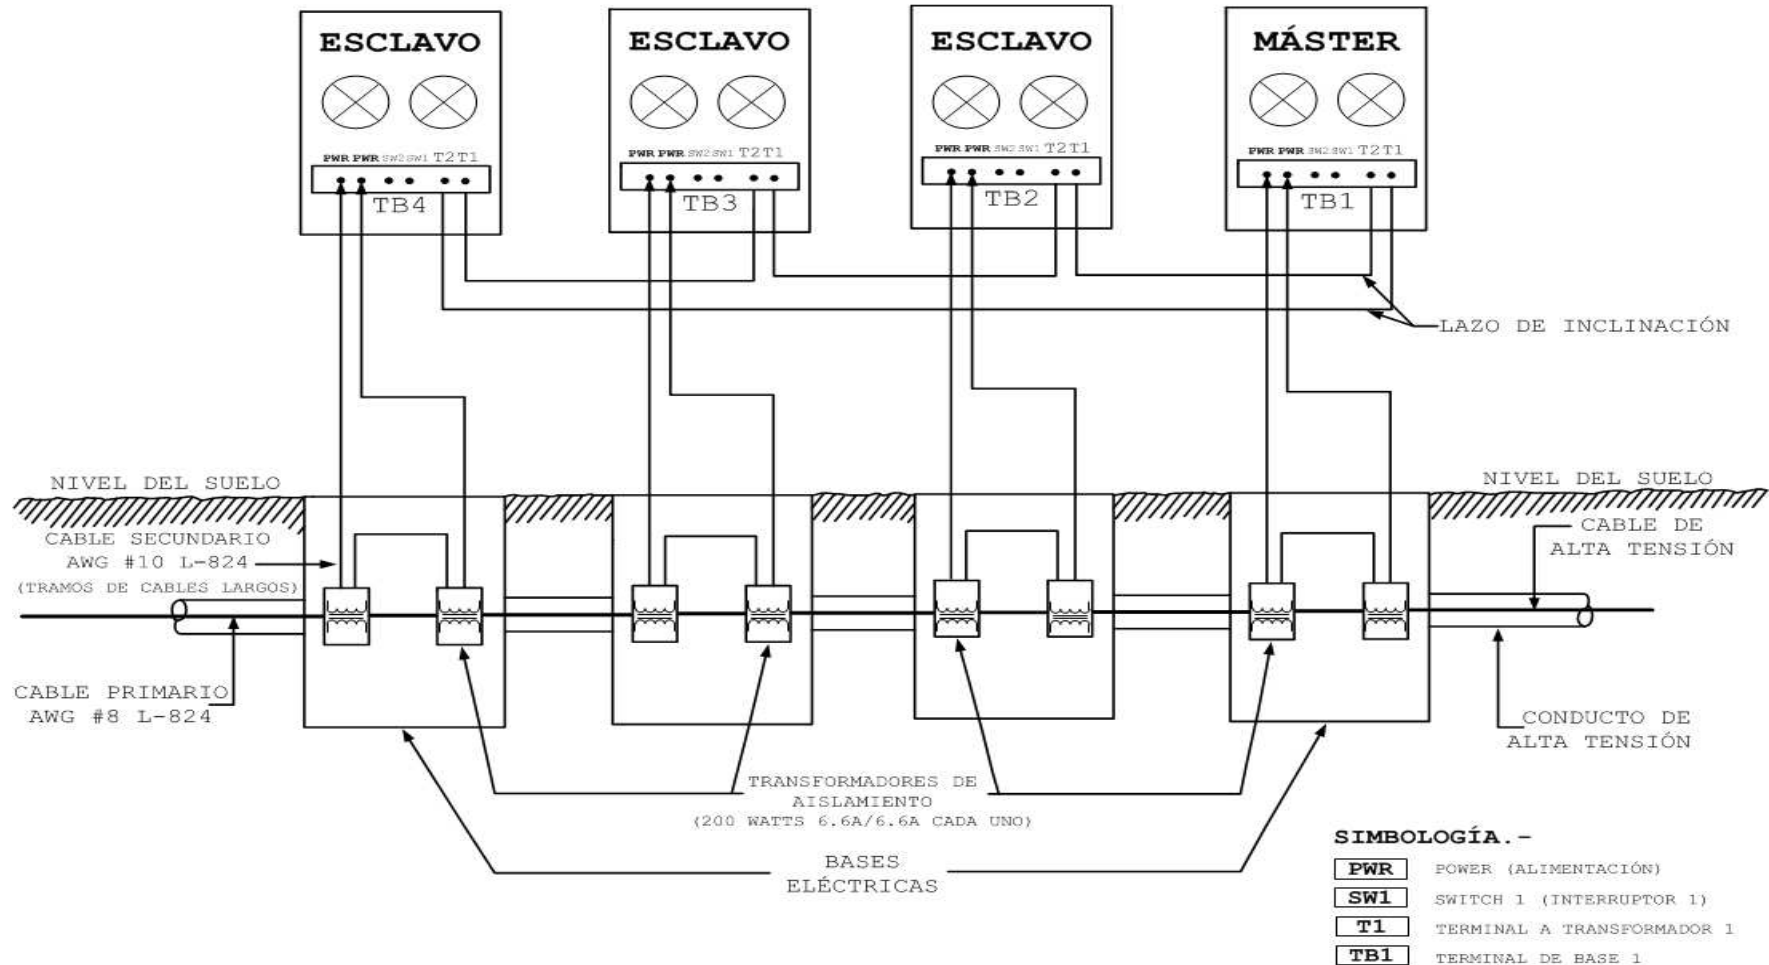 ESCLAVO
PWR PWR SW2 SW1 T2 T1
TB4
ESCLAVO
PWR PWR SW2 SW1 T2 T1
TB3
ESCLAVO
PWR PWR SW2 SW1 T2 T1
TB2
MÁSTER
PWR PWR SW2 SW1 T2 T1
TB1
LAZO DE INCLINACIÓN
NIVEL DEL SUELO
NIVEL DEL SUELO
CABLE SECUNDARIO
AWG #10 L-824
(TRAMOS DE CABLES LARGOS)
CABLE DE
ALTA TENSIÓN
CABLE PRIMARIO
AWG #8 L-824
CONDUCTO DE
ALTA TENSIÓN
TRANSFORMADORES DE
AISLAMIENTO
(200 WATTS 6.6A/6.6A CADA UNO)
BASES
ELÉCTRICAS
SIMBOLOGÍA.-
PWR POWER (ALIMENTACIÓN)
SW1 SWITCH 1 (INTERRUPTOR 1)
T1 TERMINAL A TRANSFORMADOR 1
TB1 TERMINAL DE BASE 1